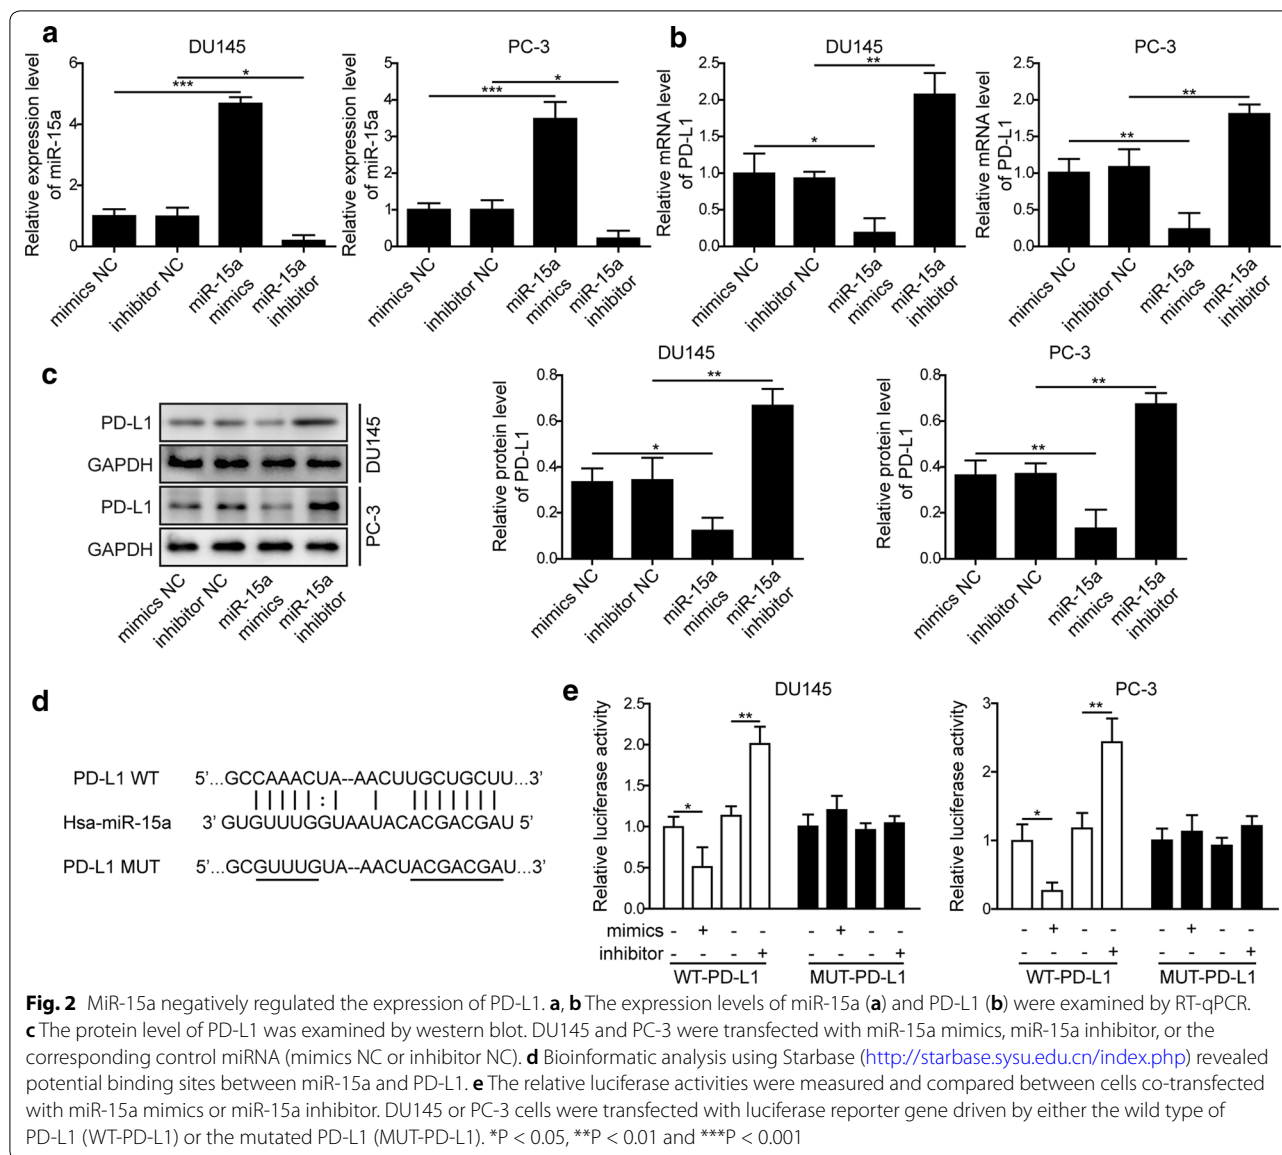 a
DU145
Relative expression level
of miR-15a
6
4
2
0
***
*
mimics NC
inhibitor NC
miR-15a
mimics
miR-15a
inhibitor
PC-3
Relative expression level
of miR-15a
5
4
3
2
1
0
***
*
mimics NC
inhibitor NC
miR-15a
mimics
miR-15a
inhibitor
b
DU145
Relative mRNA level
of PD-L1
2.5
2.0
1.5
1.0
0.5
0.0
*
**
mimics NC
inhibitor NC
miR-15a
mimics
miR-15a
inhibitor
PC-3
Relative mRNA level
of PD-L1
2.5
2.0
1.5
1.0
0.5
0.0
**
**
mimics NC
inhibitor NC
miR-15a
mimics
miR-15a
inhibitor
c
PD-L1
GAPDH
DU145
PD-L1
GAPDH
PC-3
mimics NC
inhibitor NC
miR-15a
mimics
miR-15a
inhibitor
DU145
Relative protein level
of PD-L1
0.8
0.6
0.4
0.2
0.0
*
**
mimics NC
inhibitor NC
miR-15a
mimics
miR-15a
inhibitor
PC-3
Relative protein level
of PD-L1
0.8
0.6
0.4
0.2
0.0
**
**
mimics NC
inhibitor NC
miR-15a
mimics
miR-15a
inhibitor
d
PD-L1 WT 5’...GCCAAACUA--AACUUGCUGCUU...3’
| | | | | : | | | | | | | | |
Hsa-miR-15a 3’ GUGUUUGGUAAUACACGACGAU 5’
PD-L1 MUT 5’...GCGUUUGUA--AACUACGACGAU...3’
e
DU145
Relative luciferase activity
2.5
2.0
1.5
1.0
0.5
0.0
*
**
mimics - + - - - + - -
inhibitor - - - + - - - +
WT-PD-L1 MUT-PD-L1
PC-3
Relative luciferase activity
3
2
1
0
*
**
- + - - - + - -
- - - + - - - +
WT-PD-L1 MUT-PD-L1
Fig. 2 MiR-15a negatively regulated the expression of PD-L1. a, b The expression levels of miR-15a (a) and PD-L1 (b) were examined by RT-qPCR.
c The protein level of PD-L1 was examined by western blot. DU145 and PC-3 were transfected with miR-15a mimics, miR-15a inhibitor, or the
corresponding control miRNA (mimics NC or inhibitor NC). d Bioinformatic analysis using Starbase (http://starbase.sysu.edu.cn/index.php) revealed
potential binding sites between miR-15a and PD-L1. e The relative luciferase activities were measured and compared between cells co-transfected
with miR-15a mimics or miR-15a inhibitor. DU145 or PC-3 cells were transfected with luciferase reporter gene driven by either the wild type of
PD-L1 (WT-PD-L1) or the mutated PD-L1 (MUT-PD-L1). *P < 0.05, **P < 0.01 and ***P < 0.001